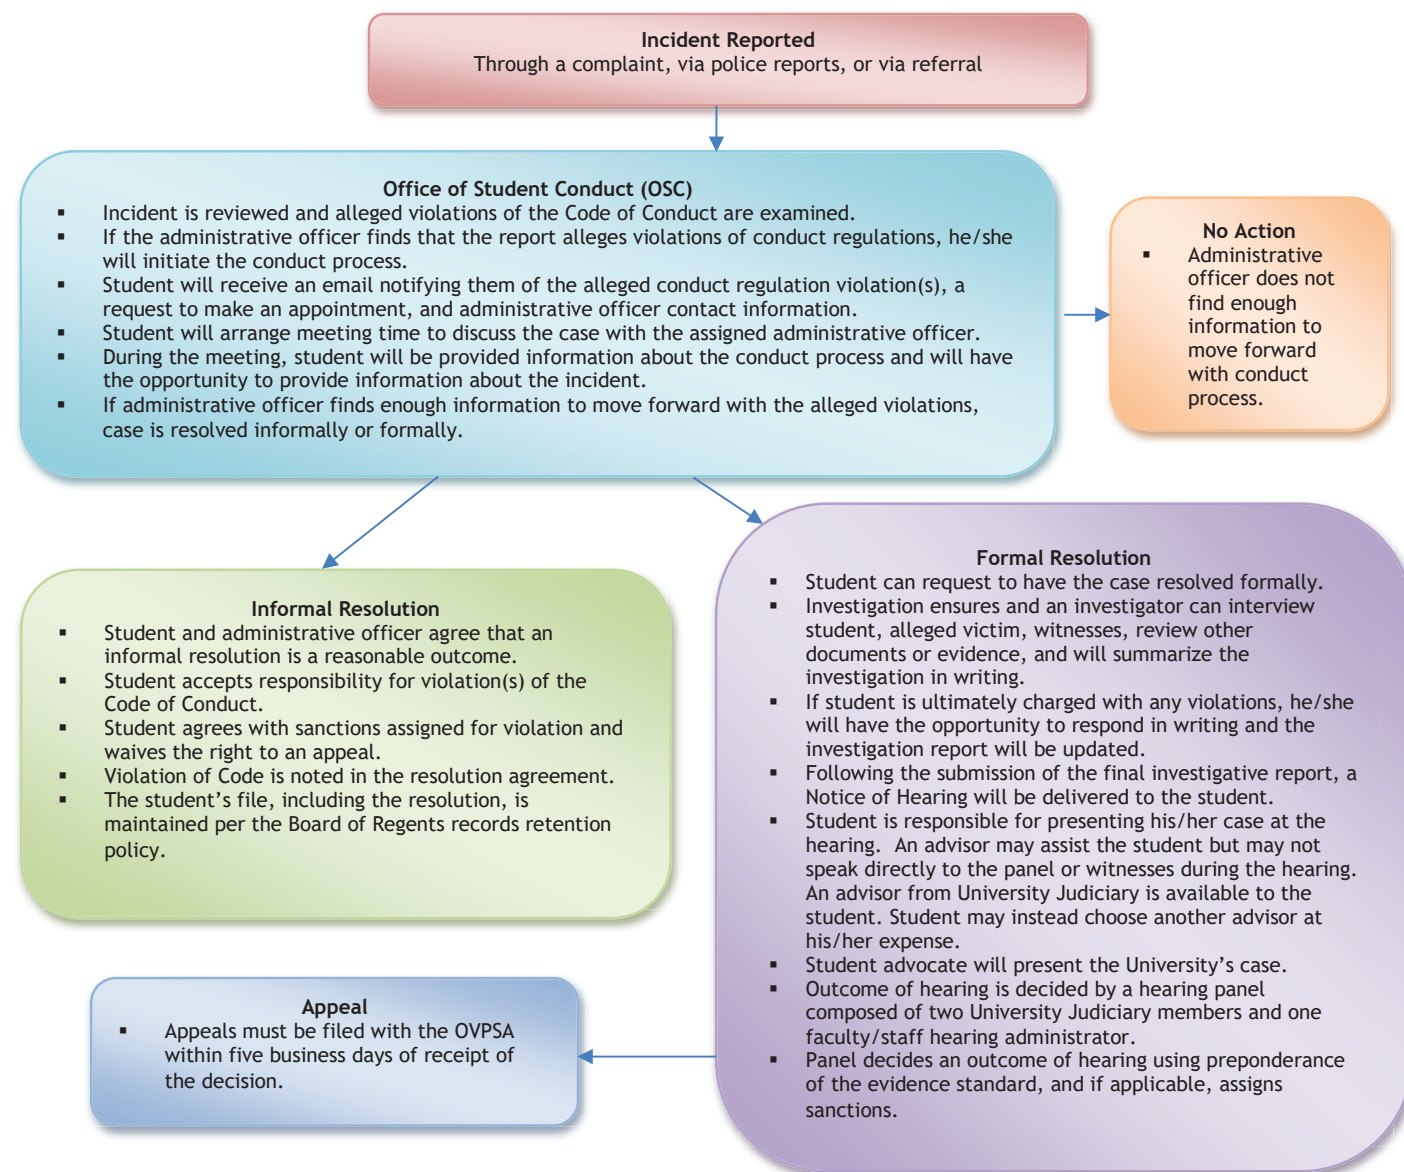 Incident Reported
Through a complaint, via police reports, or via referral
Office of Student Conduct (OSC)
▪ Incident is reviewed and alleged violations of the Code of Conduct are examined.
▪ If the administrative officer finds that the report alleges violations of conduct regulations, he/she
will initiate the conduct process.
▪ Student will receive an email notifying them of the alleged conduct regulation violation(s), a
request to make an appointment, and administrative officer contact information.
▪ Student will arrange meeting time to discuss the case with the assigned administrative officer.
▪ During the meeting, student will be provided information about the conduct process and will have
the opportunity to provide information about the incident.
▪ If administrative officer finds enough information to move forward with the alleged violations,
case is resolved informally or formally.
No Action
▪ Administrative
officer does not
find enough
information to
move forward
with conduct
process.
Informal Resolution
▪ Student and administrative officer agree that an
informal resolution is a reasonable outcome.
▪ Student accepts responsibility for violation(s) of the
Code of Conduct.
▪ Student agrees with sanctions assigned for violation and
waives the right to an appeal.
▪ Violation of Code is noted in the resolution agreement.
▪ The student’s file, including the resolution, is
maintained per the Board of Regents records retention
policy.
Formal Resolution
▪ Student can request to have the case resolved formally.
▪ Investigation ensures and an investigator can interview
student, alleged victim, witnesses, review other
documents or evidence, and will summarize the
investigation in writing.
▪ If student is ultimately charged with any violations, he/she
will have the opportunity to respond in writing and the
investigation report will be updated.
▪ Following the submission of the final investigative report, a
Notice of Hearing will be delivered to the student.
▪ Student is responsible for presenting his/her case at the
hearing.  An advisor may assist the student but may not
speak directly to the panel or witnesses during the hearing.
An advisor from University Judiciary is available to the
student. Student may instead choose another advisor at
his/her expense.
▪ Student advocate will present the University’s case.
▪ Outcome of hearing is decided by a hearing panel
composed of two University Judiciary members and one
faculty/staff hearing administrator.
▪ Panel decides an outcome of hearing using preponderance
of the evidence standard, and if applicable, assigns
sanctions.
Appeal
▪ Appeals must be filed with the OVPSA
within five business days of receipt of
the decision.